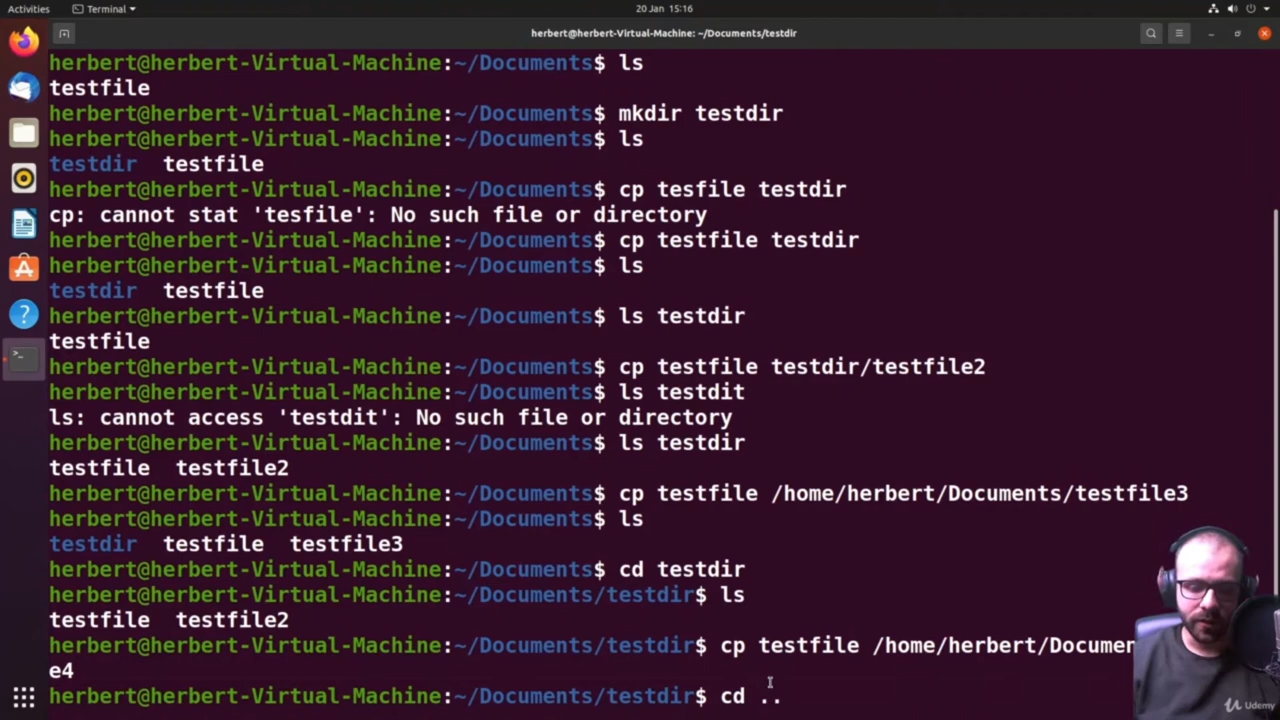 Activities
Terminal
20 Jan 15:16
herbert@herbert-Virtual-Machine: ~/Documents/testdir
herbert@herbert-Virtual-Machine:~/Documents$ ls
testfile
herbert@herbert-Virtual-Machine:~/Documents$ mkdir testdir
herbert@herbert-Virtual-Machine:~/Documents$ ls
testdir  testfile
herbert@herbert-Virtual-Machine:~/Documents$ cp tesfile testdir
cp: cannot stat 'tesfile': No such file or directory
herbert@herbert-Virtual-Machine:~/Documents$ cp testfile testdir
herbert@herbert-Virtual-Machine:~/Documents$ ls
testdir  testfile
herbert@herbert-Virtual-Machine:~/Documents$ ls testdir
testfile
herbert@herbert-Virtual-Machine:~/Documents$ cp testfile testdir/testfile2
herbert@herbert-Virtual-Machine:~/Documents$ ls testdit
ls: cannot access 'testdit': No such file or directory
herbert@herbert-Virtual-Machine:~/Documents$ ls testdir
testfile  testfile2
herbert@herbert-Virtual-Machine:~/Documents$ cp testfile /home/herbert/Documents/testfile3
herbert@herbert-Virtual-Machine:~/Documents$ ls
testdir  testfile  testfile3
herbert@herbert-Virtual-Machine:~/Documents$ cd testdir
herbert@herbert-Virtual-Machine:~/Documents/testdir$ ls
testfile  testfile2
herbert@herbert-Virtual-Machine:~/Documents/testdir$ cp testfile /home/herbert/Documen
e4
herbert@herbert-Virtual-Machine:~/Documents/testdir$ cd ..
Udemy